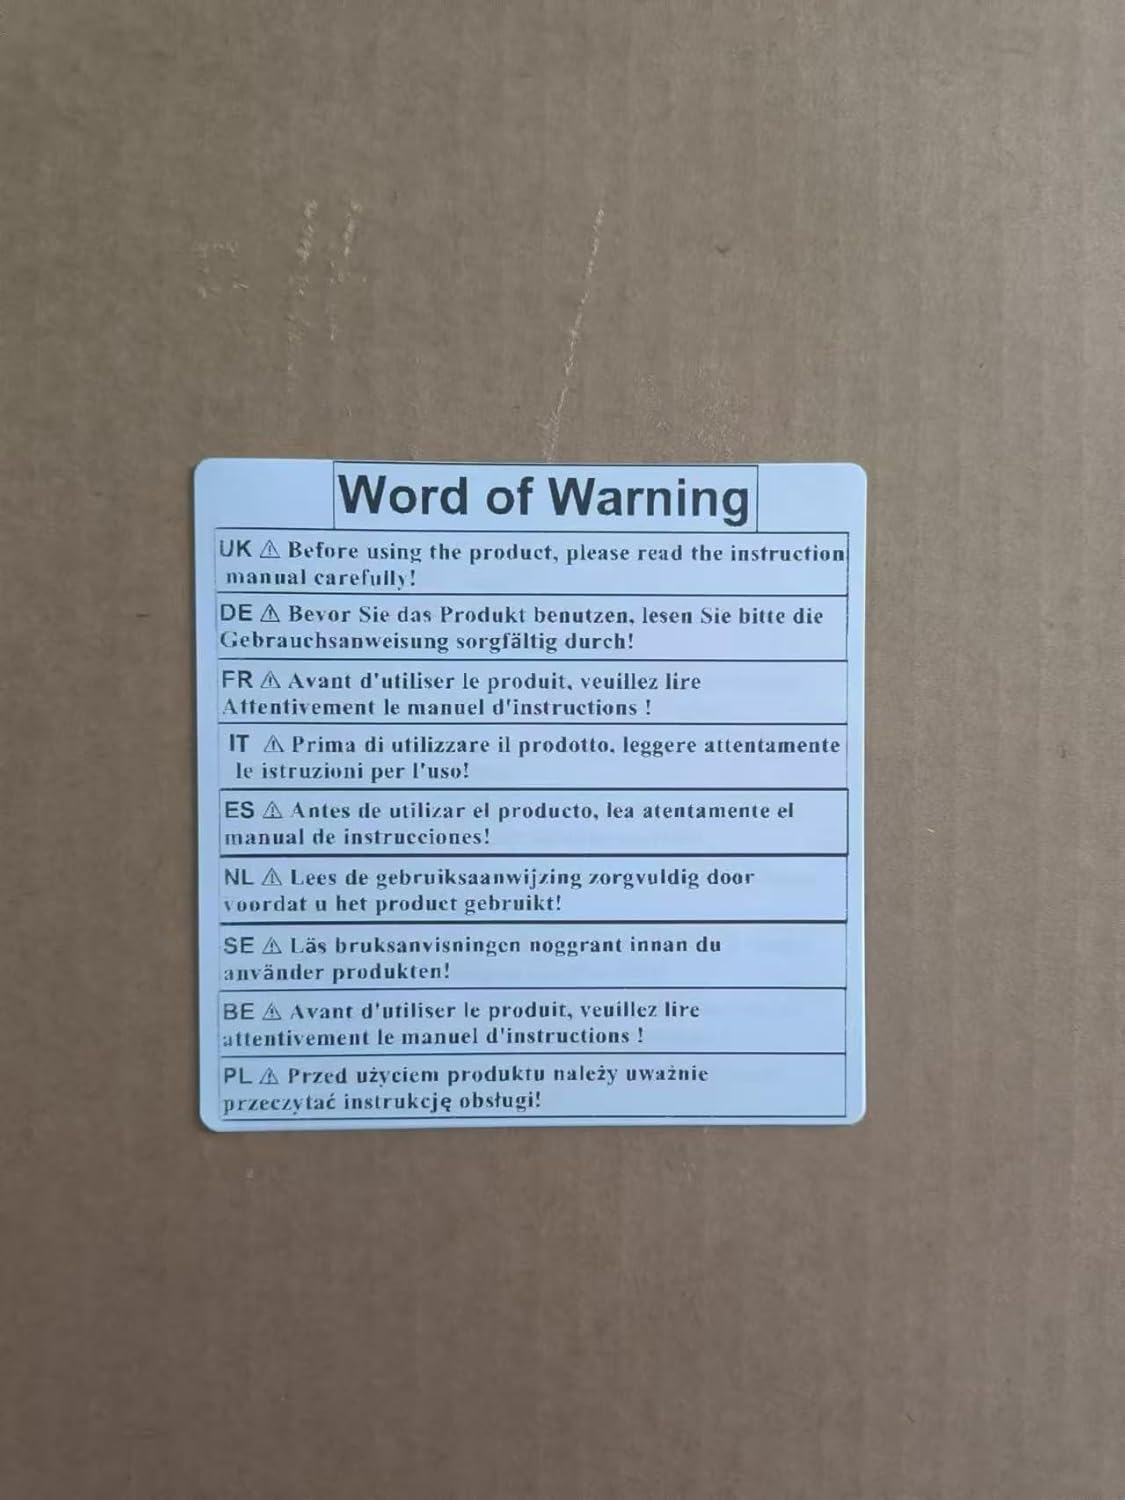 Word of Warning
UK ⚠ Before using the product, please read the instruction
manual carefully!
DE ⚠ Bevor Sie das Produkt benutzen, lesen Sie bitte die
Gebrauchsanweisung sorgfältig durch!
FR ⚠ Avant d'utiliser le produit, veuillez lire
Attentivement le manuel d'instructions !
IT ⚠ Prima di utilizzare il prodotto, leggere attentamente
le istruzioni per l'uso!
ES ⚠ Antes de utilizar el producto, lea atentamente el
manual de instrucciones!
NL ⚠ Lees de gebruiksaanwijzing zorgvuldig door
voordat u het product gebruikt!
SE ⚠ Läs bruksanvisningen noggrant innan du
använder produkten!
BE ⚠ Avant d'utiliser le produit, veuillez lire
attentivement le manuel d'instructions !
PL ⚠ Przed użyciem produktu należy uważnie
przeczytać instrukcję obsługi!